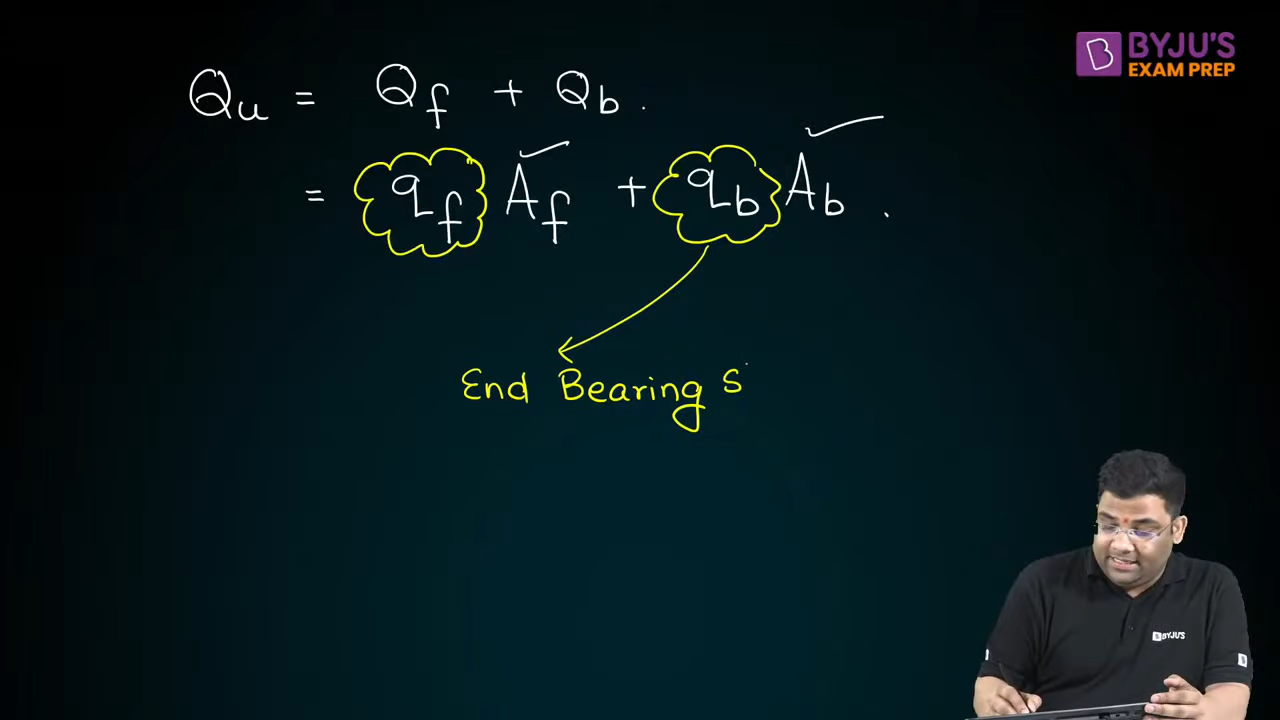 BYJU'S
EXAM PREP
Qu = Qf + Qb .
= qf Af + qb Ab .
End Bearing S
BYJU'S